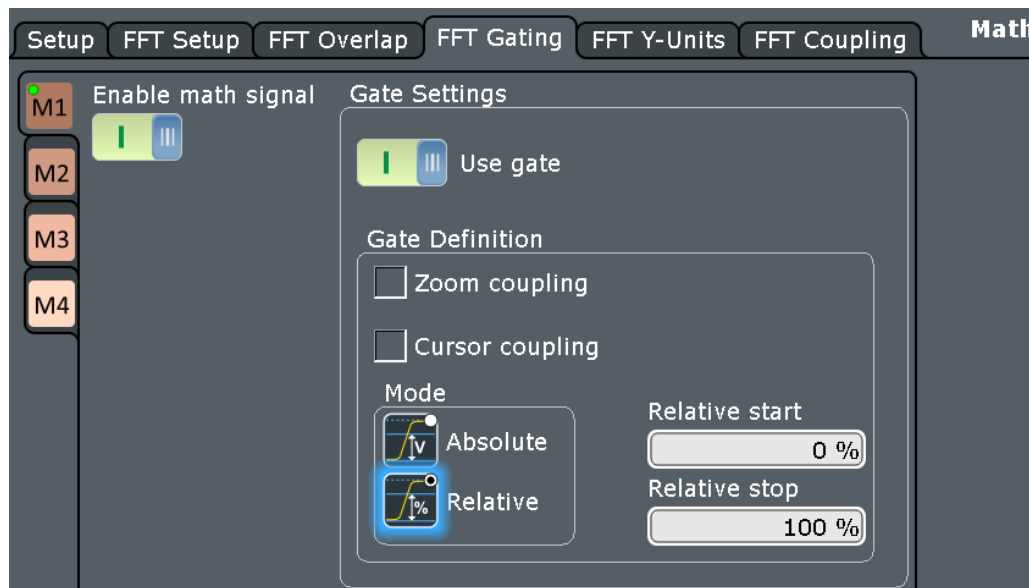 Setup FFT Setup FFT Overlap FFT Gating FFT Y-Units FFT Coupling Math
M1 Enable math signal Gate Settings
Use gate
M2
M3 Gate Definition
Zoom coupling
M4
Cursor coupling
Mode
Relative start
V Absolute
0 %
Relative stop
% Relative
100 %